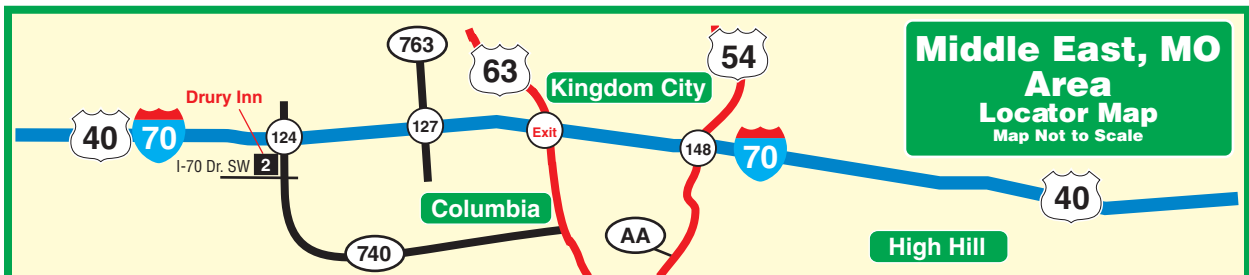 763
63
54
Kingdom City
Middle East, MO
Area
Locator Map
Map Not to Scale
Drury Inn
40
70
124
127
Exit
148
70
I-70 Dr. SW
2
40
Columbia
740
AA
High Hill